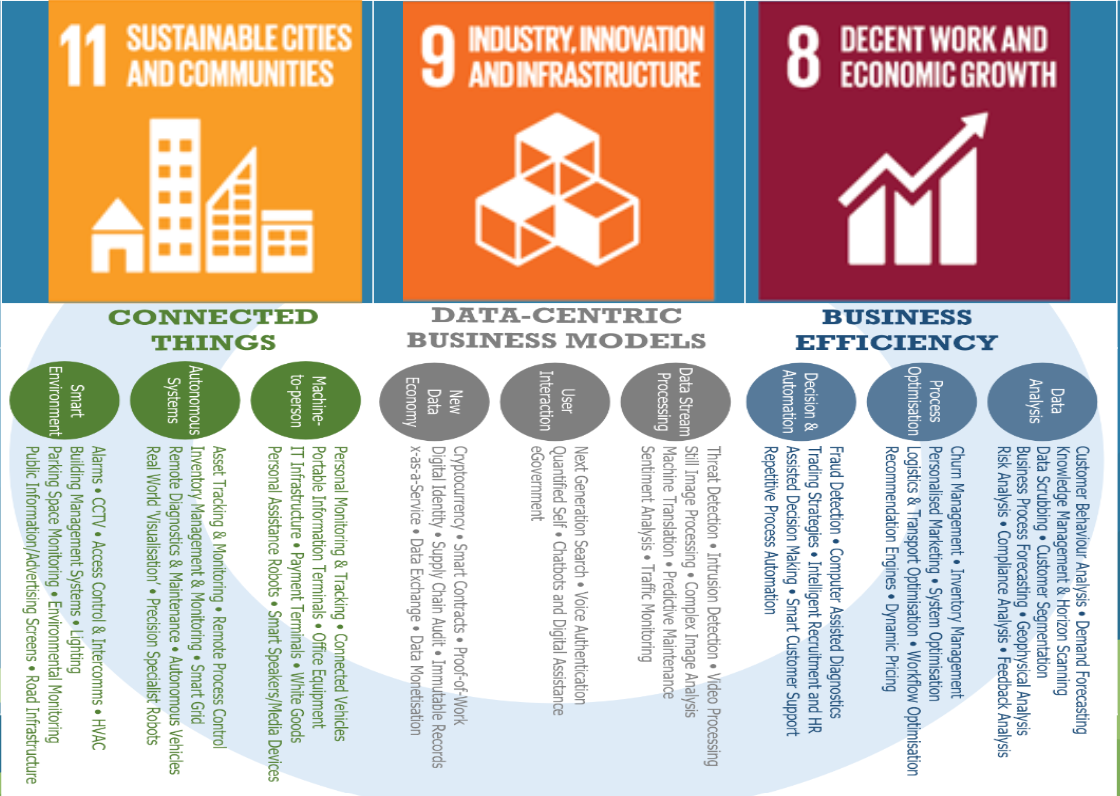 11 SUSTAINABLE CITIES
AND COMMUNITIES
9 INDUSTRY, INNOVATION
AND INFRASTRUCTURE
8 DECENT WORK AND
ECONOMIC GROWTH
CONNECTED
THINGS
Smart
Environment
Alarms • CCTV • Access Control & Intercomms • HVAC
Building Management Systems • Lighting
Parking Space Monitoring • Environmental Monitoring
Public Information/Advertising Screens • Road Infrastructure
Autonomous
Systems
Asset Tracking & Monitoring • Remote Process Control
Inventory Management & Monitoring • Smart Grid
Remote Diagnostics & Maintenance • Autonomous Vehicles
Real World 'Visualisation' • Precision Specialist Robots
Machine-
to-person
Personal Monitoring & Tracking • Connected Vehicles
Portable Information Terminals • Office Equipment
IT Infrastructure • Payment Terminals • White Goods
Personal Assistance Robots • Smart Speakers/Media Devices
DATA-CENTRIC
BUSINESS MODELS
New
Data
Economy
Cryptocurrency • Smart Contracts • Proof-of-Work
Digital Identity • Supply Chain Audit • Immutable Records
x-as-a-Service • Data Exchange • Data Monetisation
User
Interaction
Next Generation Search • Voice Authentication
Quantified Self • Chatbots and Digital Assistance
eGovernment
Data Stream
Processing
Threat Detection • Intrusion Detection • Video Processing
Still Image Processing • Complex Image Analysis
Machine Translation • Predictive Maintenance
Sentiment Analysis • Traffic Monitoring
BUSINESS
EFFICIENCY
Decision &
Automation
Fraud Detection • Computer Assisted Diagnostics
Trading Strategies • Intelligent Recruitment and HR
Assisted Decision Making • Smart Customer Support
Repetitive Process Automation
Process
Optimisation
Churn Management • Inventory Management
Personalised Marketing • System Optimisation
Logistics & Transport Optimisation • Workflow Optimisation
Recommendation Engines • Dynamic Pricing
Data
Analysis
Customer Behaviour Analysis • Demand Forecasting
Knowledge Management & Horizon Scanning
Data Scrubbing • Customer Segmentation
Business Process Forecasting • Geophysical Analysis
Risk Analysis • Compliance Analysis • Feedback Analysis